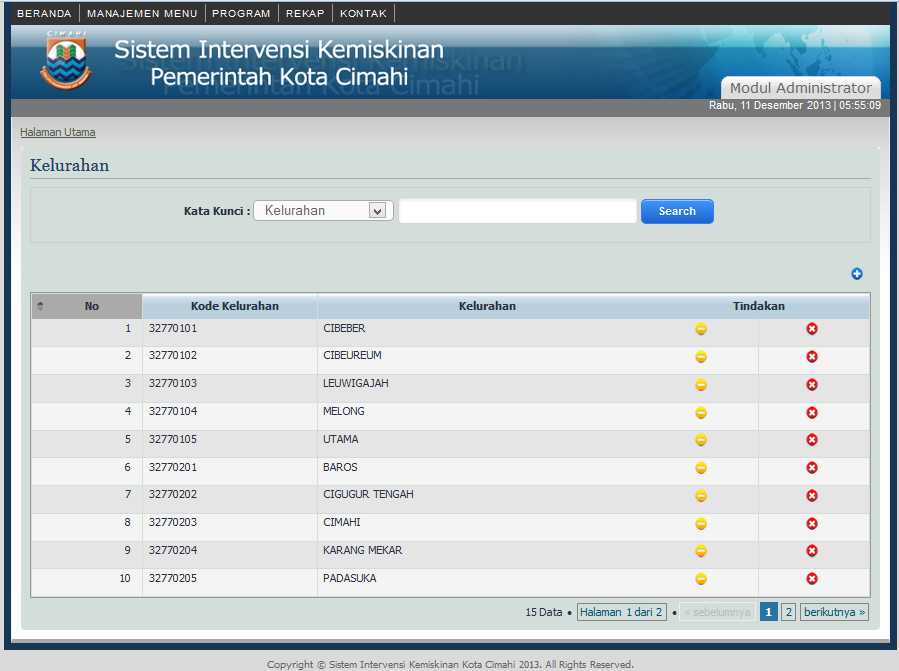 BERANDA MANAJEMEN MENU PROGRAM REKAP KONTAK
CIMAHI
Sistem Intervensi Kemiskinan
Pemerintah Kota Cimahi
Modul Administrator
Rabu, 11 Desember 2013 | 05:55:09
Halaman Utama
Kelurahan
Kata Kunci : Kelurahan Search
No Kode Kelurahan Kelurahan Tindakan
1 32770101 CIBEBER
2 32770102 CIBEUREUM
3 32770103 LEUWIGAJAH
4 32770104 MELONG
5 32770105 UTAMA
6 32770201 BAROS
7 32770202 CIGUGUR TENGAH
8 32770203 CIMAHI
9 32770204 KARANG MEKAR
10 32770205 PADASUKA
15 Data • Halaman 1 dari 2 • « sebelumnya 1 2 berikutnya »
Copyright © Sistem Intervensi Kemiskinan Kota Cimahi 2013. All Rights Reserved.